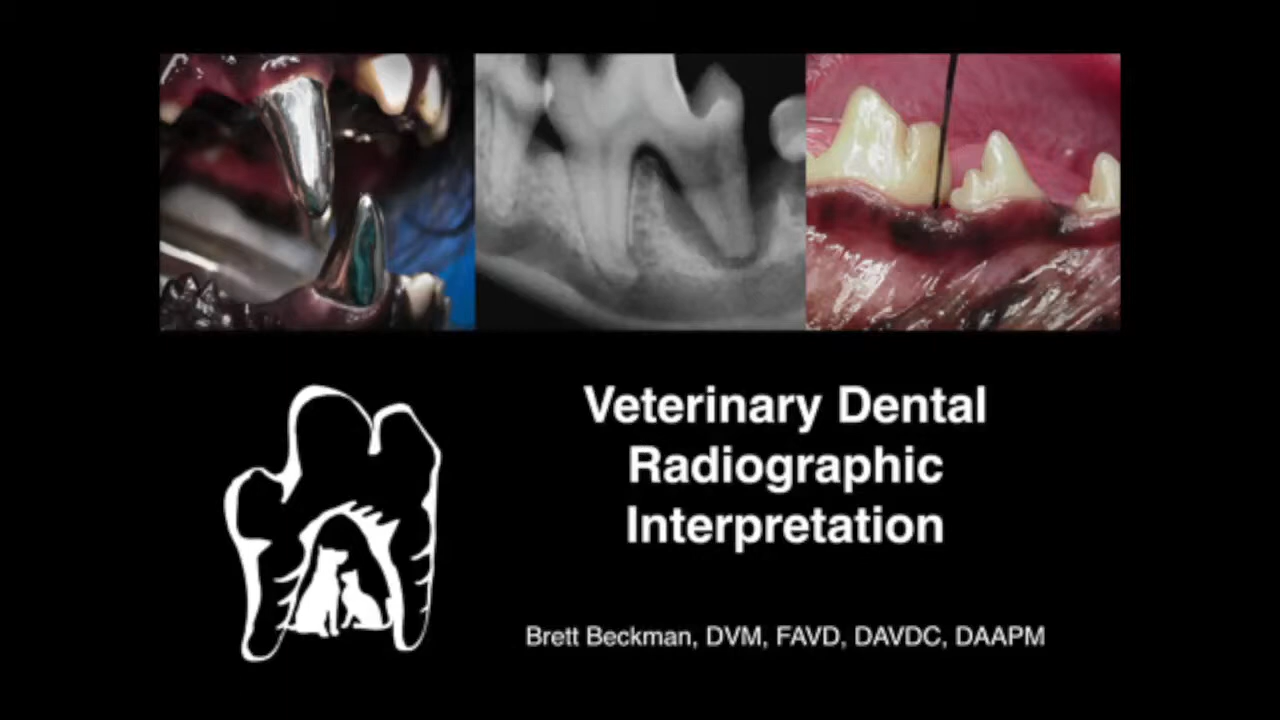 Veterinary Dental
Radiographic
Interpretation
Brett Beckman, DVM, FAVD, DAVDC, DAAPM